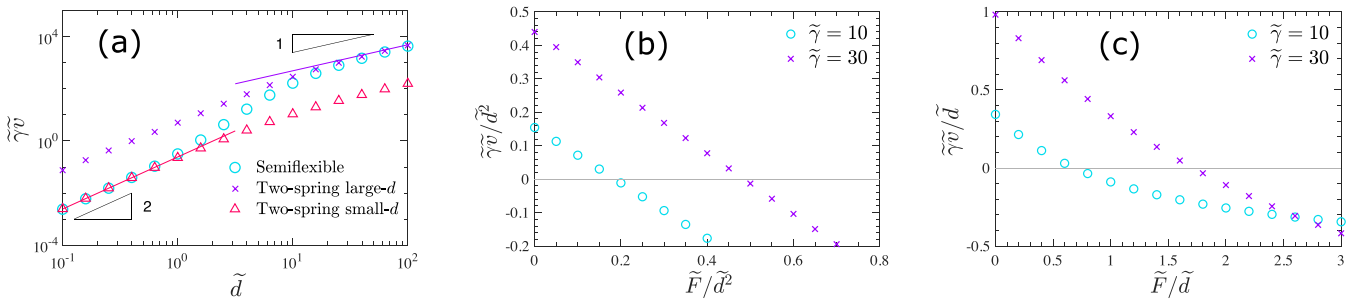 (a)
1
2
Semiflexible
Two-spring large-d
Two-spring small-d
10^4
10^0
10^-4
10^-1
10^0
10^1
10^2
γ̃ṽ
d̃
(b)
γ̃ = 10
γ̃ = 30
0.5
0.4
0.3
0.2
0.1
0
-0.1
-0.2
0
0.2
0.4
0.6
0.8
γ̃ṽ/d̃^2
F̃/d̃^2
(c)
γ̃ = 10
γ̃ = 30
1
0.5
0
-0.5
0
0.5
1
1.5
2
2.5
3
γ̃ṽ/d̃
F̃/d̃